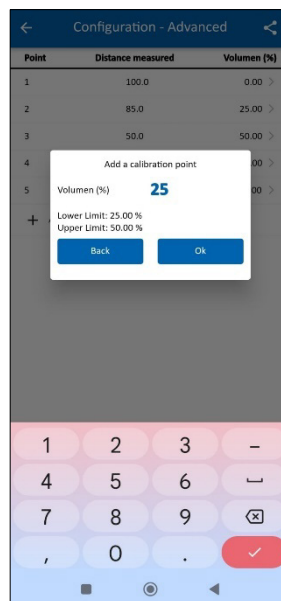 Configuration - Advanced
Point Distance measured Volumen (%)
1 100.0 0.00
2 85.0 25.00
3 50.0 50.00
4 .00
5 00
Add a calibration point
Volumen (%) 25
Lower Limit: 25.00 %
Upper Limit: 50.00 %
Back Ok
+
1 2 3 -
4 5 6
7 8 9
, 0 .